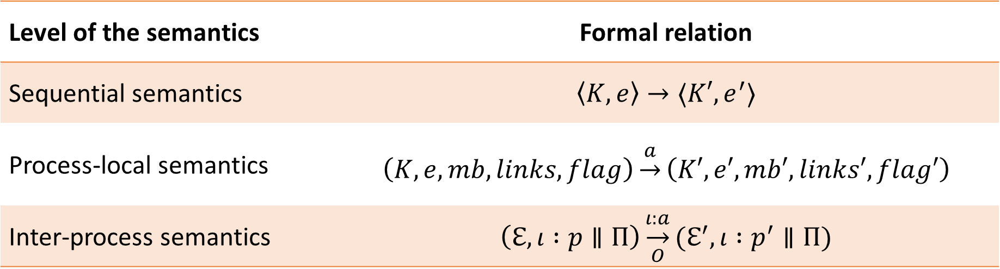 Level of the semantics Formal relation
Sequential semantics ⟨K, e⟩ → ⟨K′, e′⟩
Process-local semantics (K, e, mb, links, flag) —a→ (K′, e′, mb′, links′, flag′)
Inter-process semantics (Ɛ, ι : p ∥ Π) —ι:a→ O (Ɛ′, ι : p′ ∥ Π)